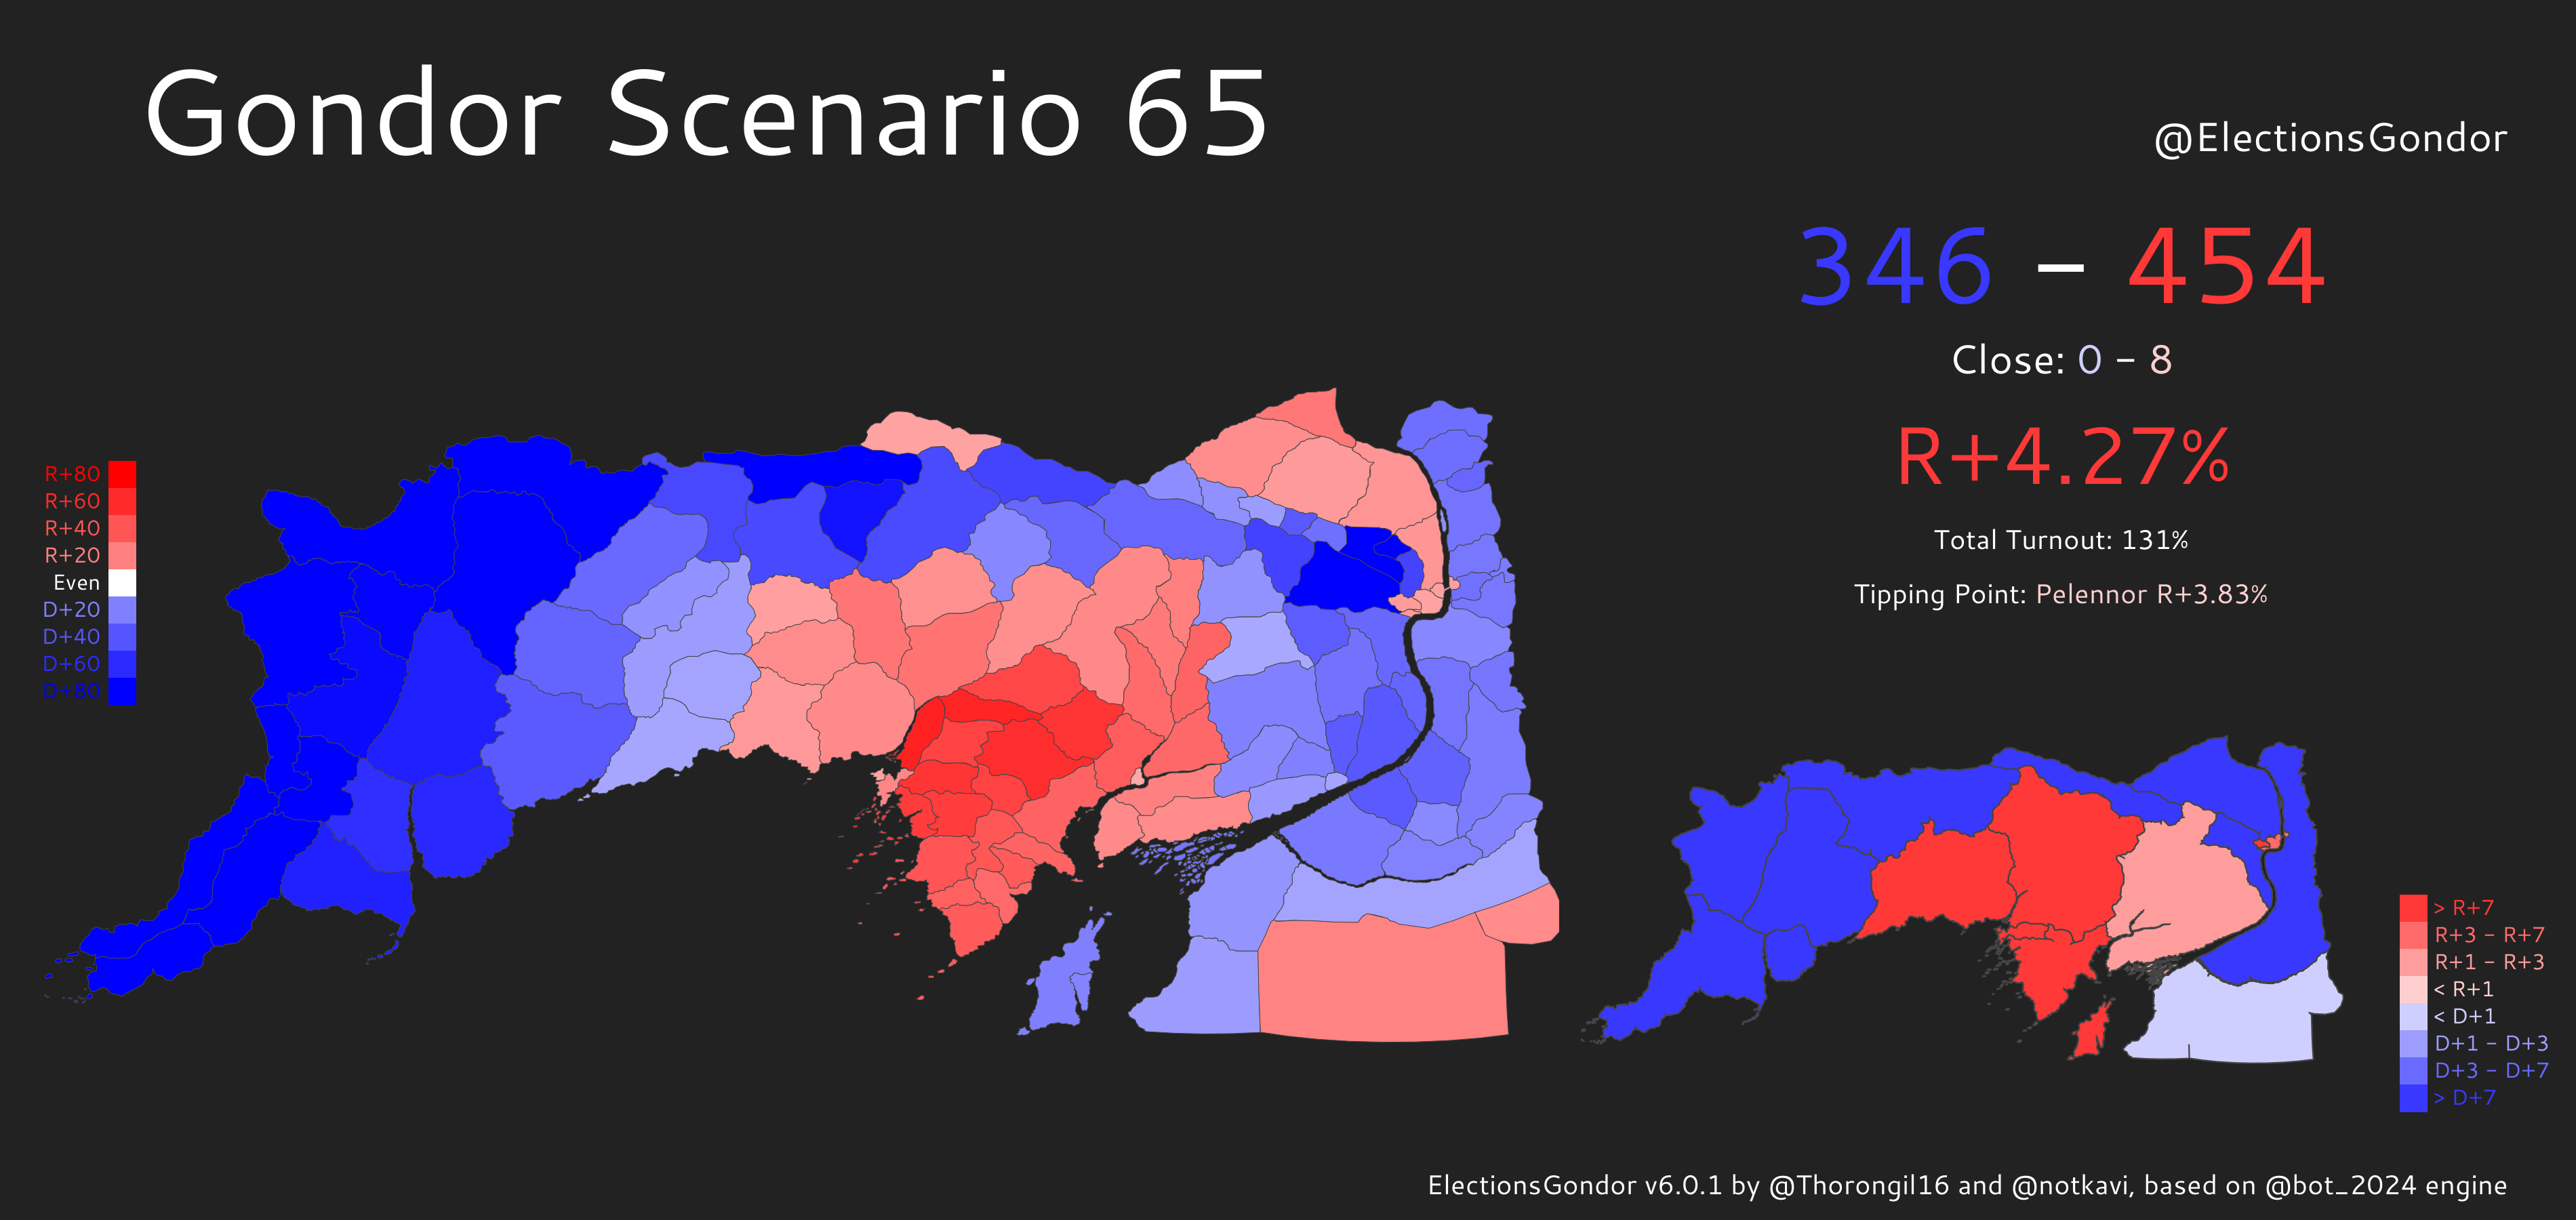 Gondor Scenario 65
@ElectionsGondor
346 – 454
Close: 0 – 8
R+4.27%
Total Turnout: 131%
Tipping Point: Pelennor R+3.83%
R+80
R+60
R+40
R+20
Even
D+20
D+40
D+60
D+80
> R+7
R+3 – R+7
R+1 – R+3
< R+1
< D+1
D+1 – D+3
D+3 – D+7
> D+7
ElectionsGondor v6.0.1 by @Thorongil16 and @notkavi, based on @bot_2024 engine